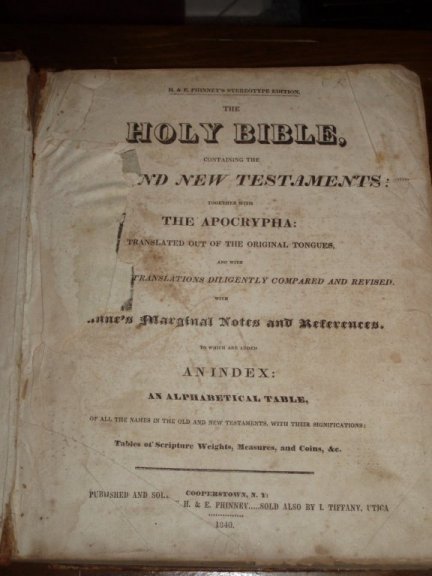 H. & E. PHINNEY'S STEREOTYPE EDITION.
THE
HOLY BIBLE,
CONTAINING THE
ND NEW TESTAMENTS:
TOGETHER WITH
THE APOCRYPHA:
TRANSLATED OUT OF THE ORIGINAL TONGUES,
AND WITH
TRANSLATIONS DILIGENTLY COMPARED AND REVISED.
WITH
anne's Marginal Notes and References.
TO WHICH ARE ADDED
AN INDEX:
AN ALPHABETICAL TABLE,
OF ALL THE NAMES IN THE OLD AND NEW TESTAMENTS, WITH THEIR SIGNIFICATIONS:
Tables of Scripture Weights, Measures, and Coins, &c.
COOPERSTOWN, N. Y:
PUBLISHED AND SOL. H. & E. PHINNEY.....SOLD ALSO BY I. TIFFANY, UTICA
1840.